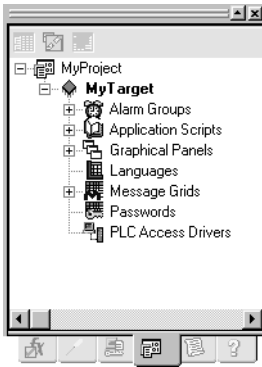 MyProject
MyTarget
Alarm Groups
Application Scripts
Graphical Panels
Languages
Message Grids
Passwords
PLC Access Drivers